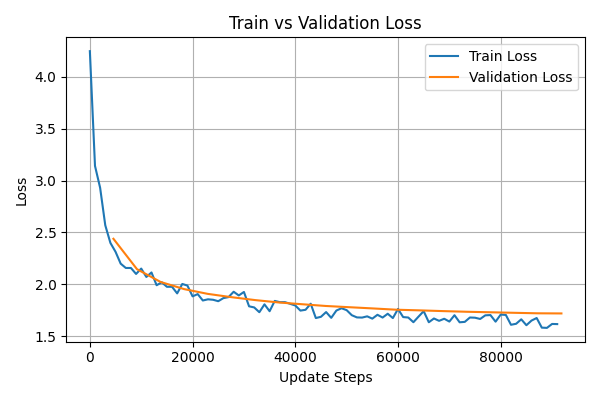 Train vs Validation Loss
Train Loss
Validation Loss
4.0
3.5
3.0
2.5
2.0
1.5
Loss
0 20000 40000 60000 80000
Update Steps